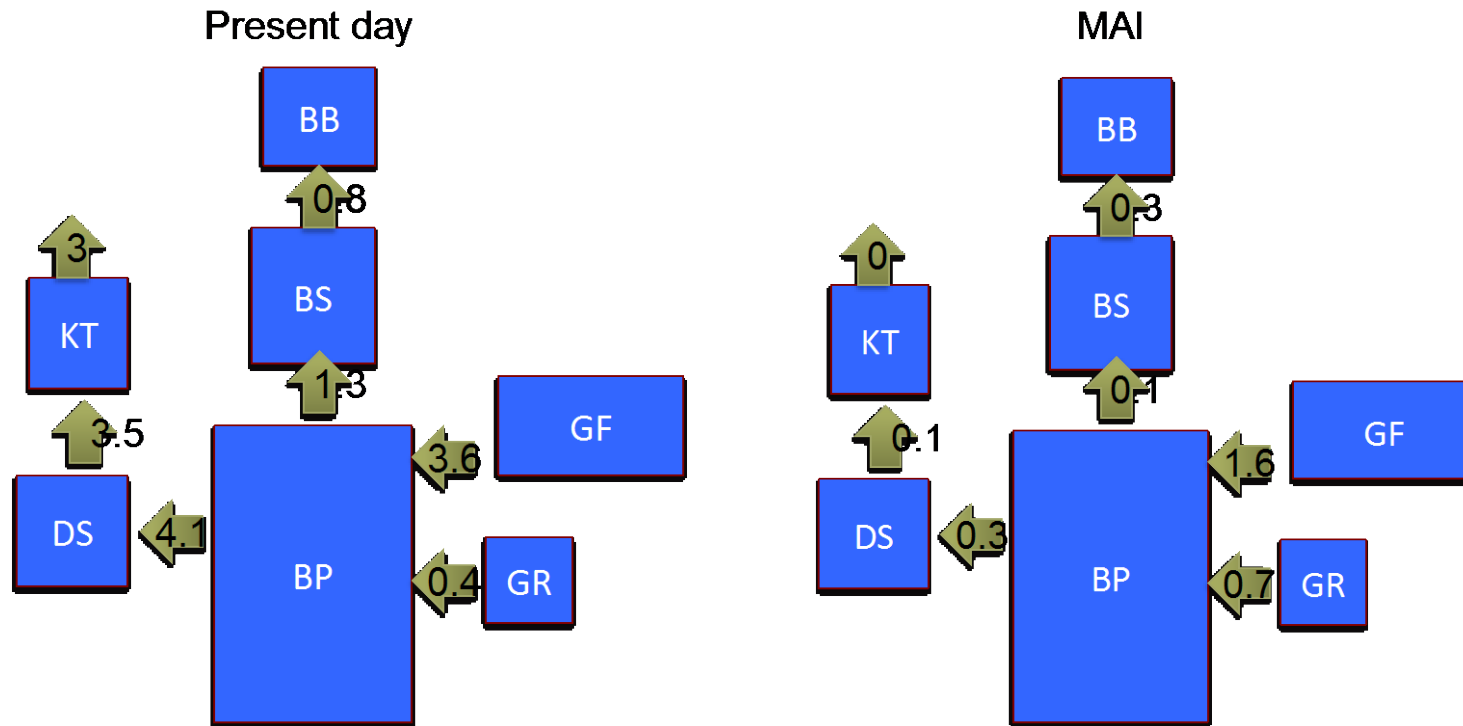 Present day
BB
0.8
3
BS
KT
1.3
GF
3.5
3.6
DS
4.1
BP
0.4
GR
MAI
BB
0.3
0
BS
KT
0.1
GF
0.1
1.6
DS
0.3
BP
0.7
GR